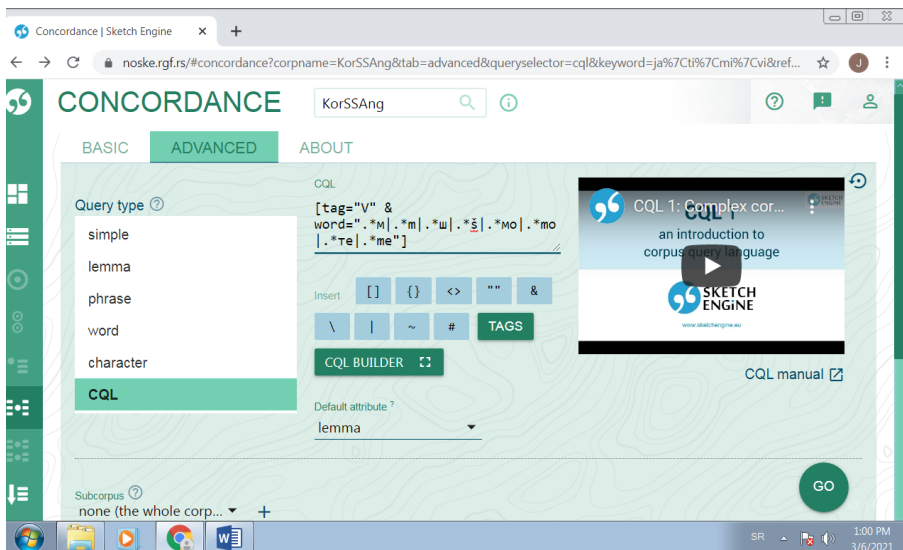 Concordance | Sketch Engine
noske.rgf.rs/#concordance?corpname=KorSSAng&tab=advanced&queryselector=cql&keyword=ja%7Cti%7Cmi%7Cvi&ref...
J
CONCORDANCE
KorSSAng
BASIC ADVANCED ABOUT
Query type ?
simple
lemma
phrase
word
character
CQL
CQL
[tag="V" &
word=".*м|.*m|.*ш|.*š|.*мо|.*mo
|.*те|.*me"]
Insert [] {} <> "" &
\ | ~ # TAGS
CQL BUILDER
Default attribute ?
lemma
CQL 1: Complex cor...
CQL 1
an introduction to
corpus query language
SKETCH
ENGINE
www.sketchengine.eu
CQL manual
Subcorpus ?
none (the whole corp... +
GO
SR
1:00 PM
3/6/2021